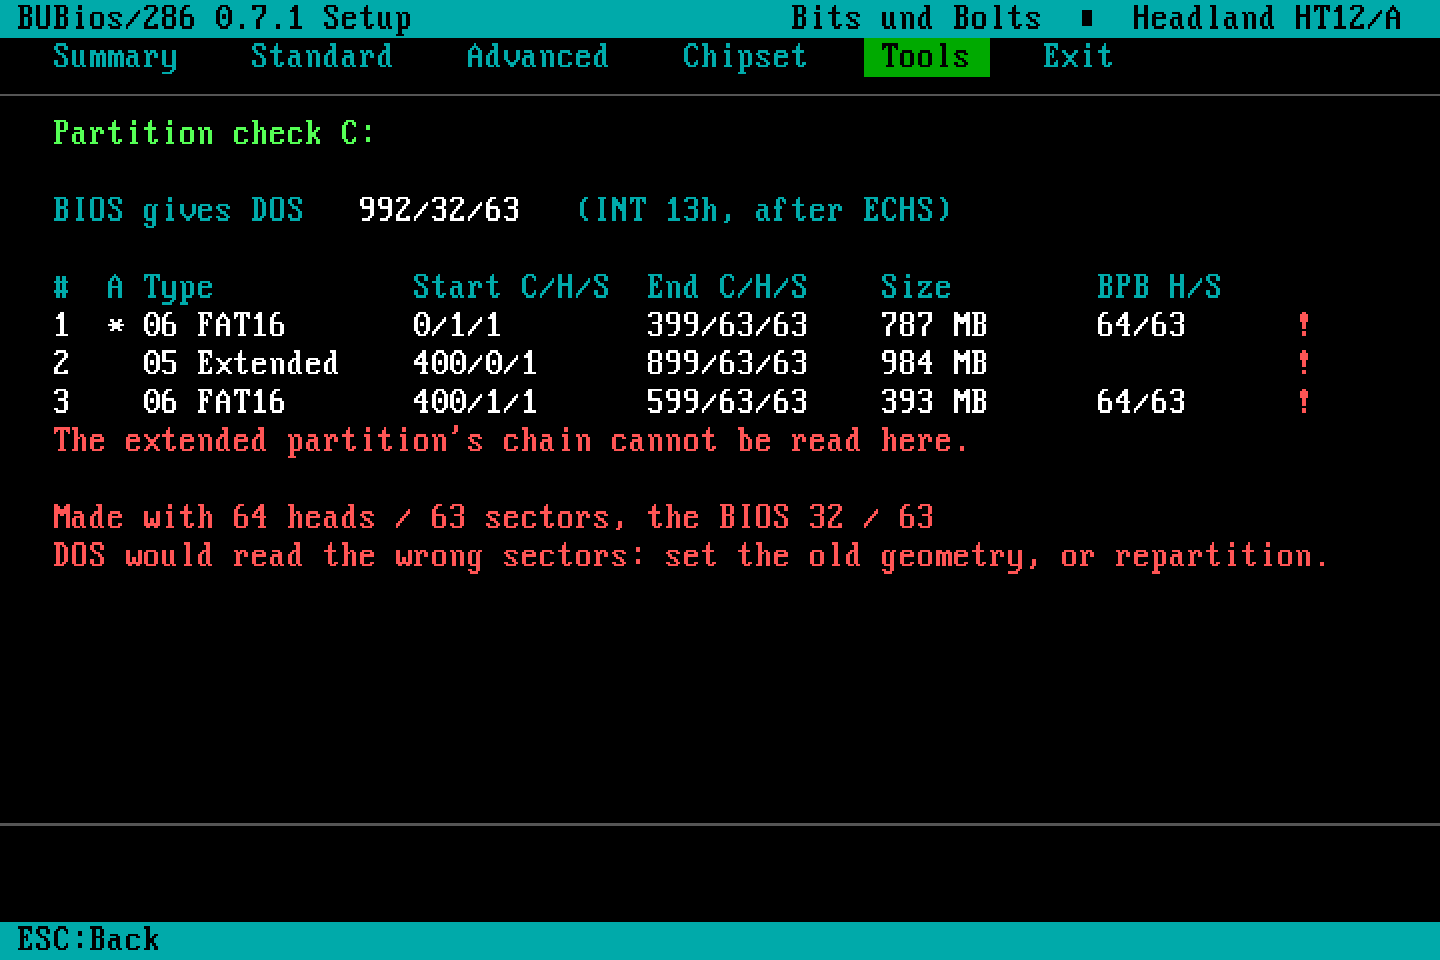 BUBios/286 0.7.1 Setup Bits und Bolts ▪ Headland HT12/A
Summary Standard Advanced Chipset Tools Exit
Partition check C:
BIOS gives DOS 992/32/63 (INT 13h, after ECHS)
# A Type Start C/H/S End C/H/S Size BPB H/S
1 * 06 FAT16 0/1/1 399/63/63 787 MB 64/63 !
2 05 Extended 400/0/1 899/63/63 984 MB !
3 06 FAT16 400/1/1 599/63/63 393 MB 64/63 !
The extended partition's chain cannot be read here.
Made with 64 heads / 63 sectors, the BIOS 32 / 63
DOS would read the wrong sectors: set the old geometry, or repartition.
ESC:Back